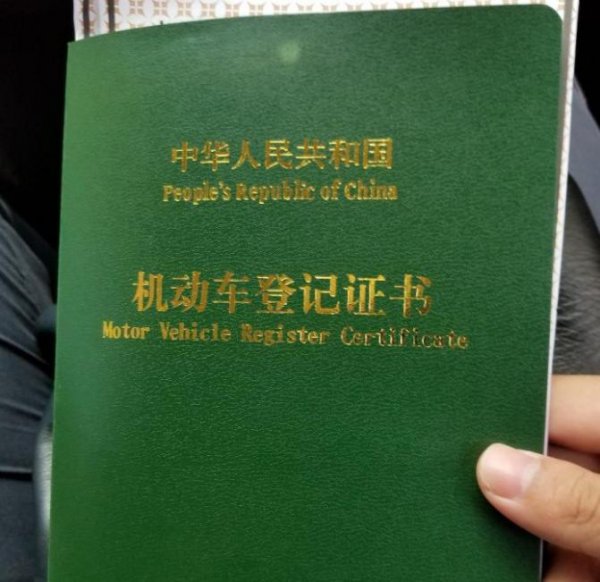 中华人民共和国
People's Republic of China
机动车登记证书
Motor Vehicle Register Certificate